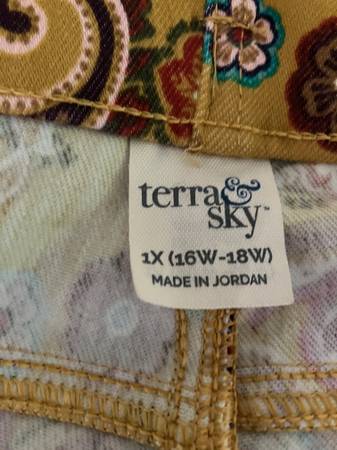 terra&
sky™
1X (16W-18W)
MADE IN JORDAN